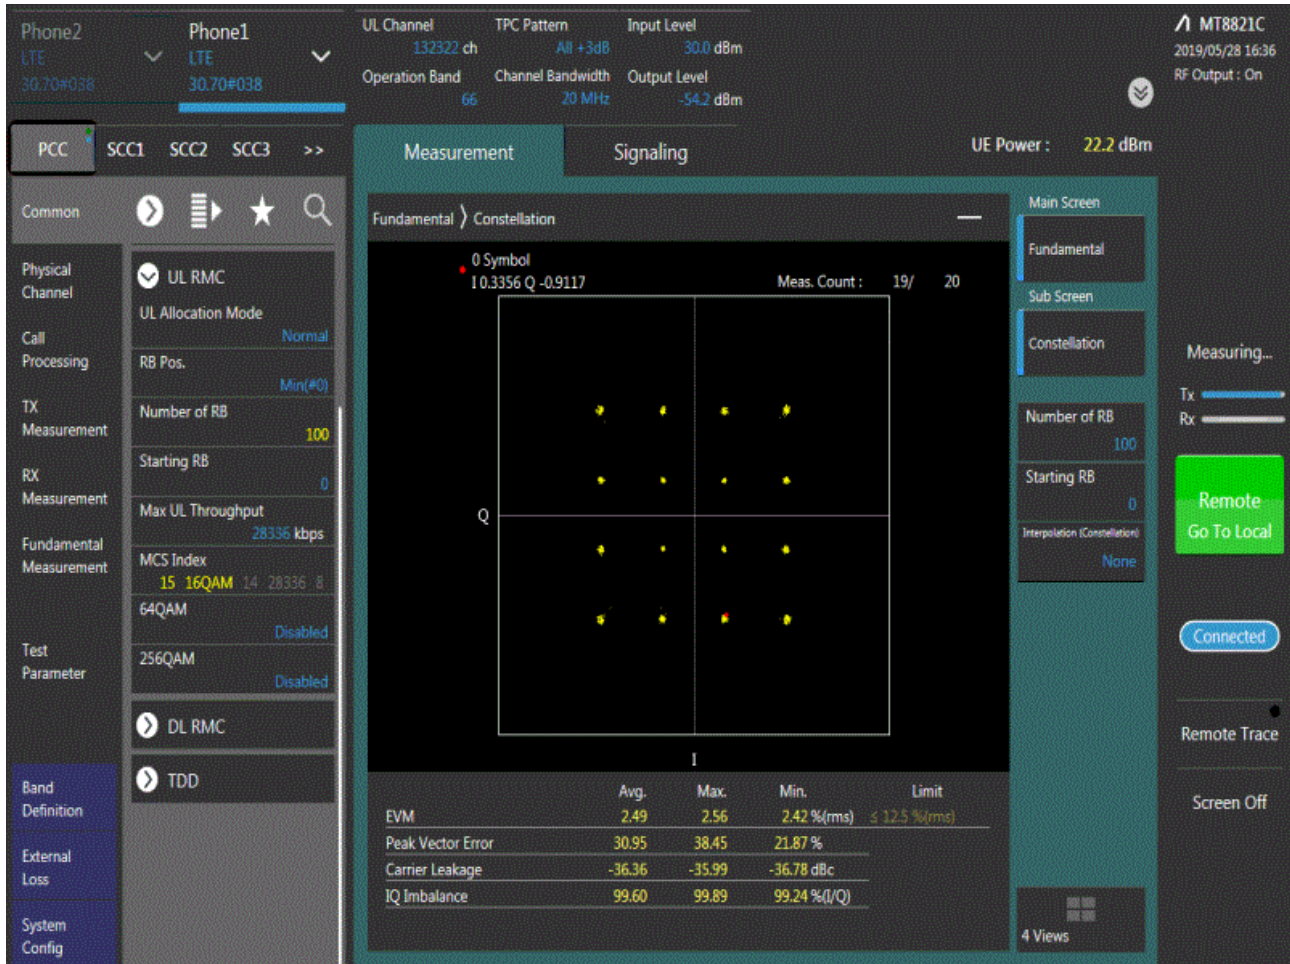 Phone2
LTE
30.70#038
Phone1
LTE
30.70#038
UL Channel
132322 ch
TPC Pattern
All +3dB
Input Level
30.0 dBm
Operation Band
66
Channel Bandwidth
20 MHz
Output Level
-54.2 dBm
MT8821C
2019/05/28 16:36
RF Output : On
PCC
SCC1
SCC2
SCC3
>>
Measurement
Signaling
UE Power : 22.2 dBm
Common
Physical
Channel
Call
Processing
TX
Measurement
RX
Measurement
Fundamental
Measurement
Test
Parameter
Band
Definition
External
Loss
System
Config
UL RMC
UL Allocation Mode
Normal
RB Pos.
Min(#0)
Number of RB
100
Starting RB
0
Max UL Throughput
28336 kbps
MCS Index
15 16QAM 14 28336 8
64QAM
Disabled
256QAM
Disabled
DL RMC
TDD
Fundamental 〉 Constellation
0 Symbol
I 0.3356 Q -0.9117
Meas. Count : 19/ 20
Q
I
Avg. Max. Min. Limit
EVM 2.49 2.56 2.42 %(rms) ≤ 12.5 %(rms)
Peak Vector Error 30.95 38.45 21.87 %
Carrier Leakage -36.36 -35.99 -36.78 dBc
IQ Imbalance 99.60 99.89 99.24 %(I/Q)
Main Screen
Fundamental
Sub Screen
Constellation
Number of RB
100
Starting RB
0
Interpolation (Constellation)
None
4 Views
Measuring...
Tx
Rx
Remote
Go To Local
Connected
Remote Trace
Screen Off